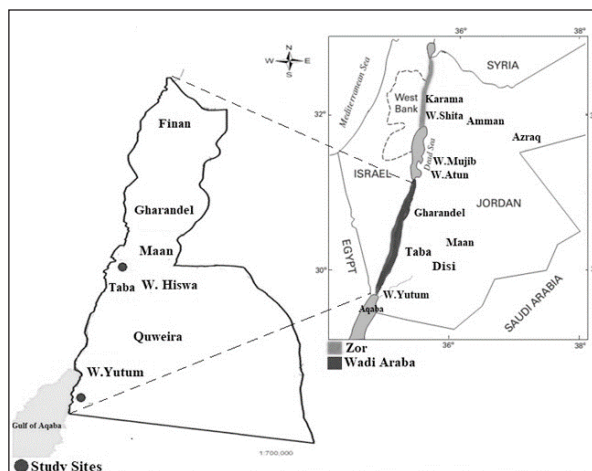 N
W E
S
Finan
Gharandel
Maan
Taba W. Hiswa
Quweira
W.Yutum
Gulf of Aqaba
Study Sites
1:750,000
36° 38°
SYRIA
Mediterranean Sea
32°
West
Bank
Karama
W.Shita
Amman
Azraq
Dead Sea
W.Mujib
W.Atun
ISRAEL
JORDAN
Gharandel
EGYPT
Taba
Maan
Disi
30°
SAUDI ARABIA
W.Yutum
Aqaba
36° 38°
Zor
Wadi Araba